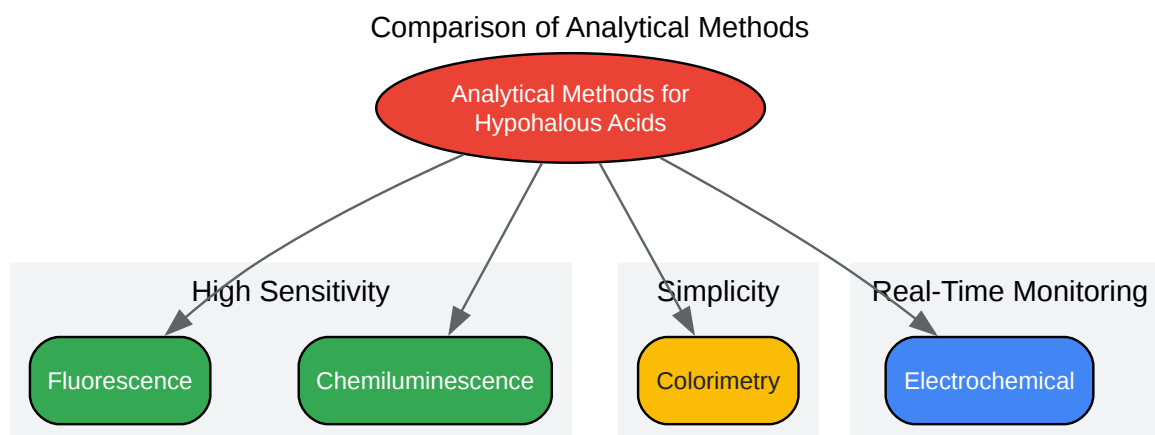 Comparison of Analytical Methods
Analytical Methods for
Hypohalous Acids
High Sensitivity
Simplicity
Real-Time Monitoring
Fluorescence
Chemiluminescence
Colorimetry
Electrochemical